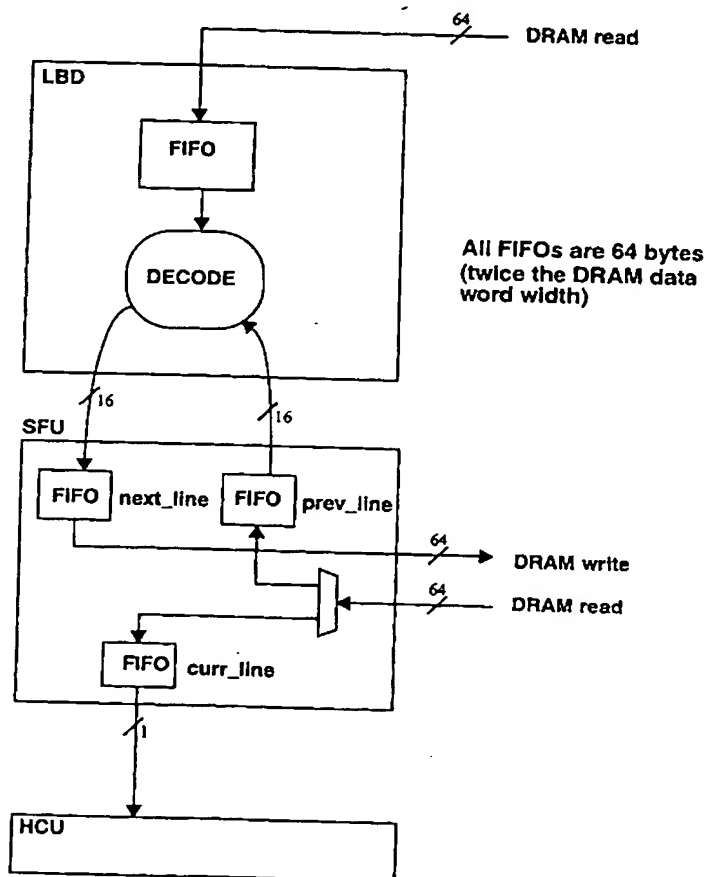 64
DRAM read
LBD
FIFO
DECODE
All FIFOs are 64 bytes
(twice the DRAM data
word width)
16
16
SFU
FIFO next_line
FIFO prev_line
64
DRAM write
64
DRAM read
FIFO curr_line
1
HCU